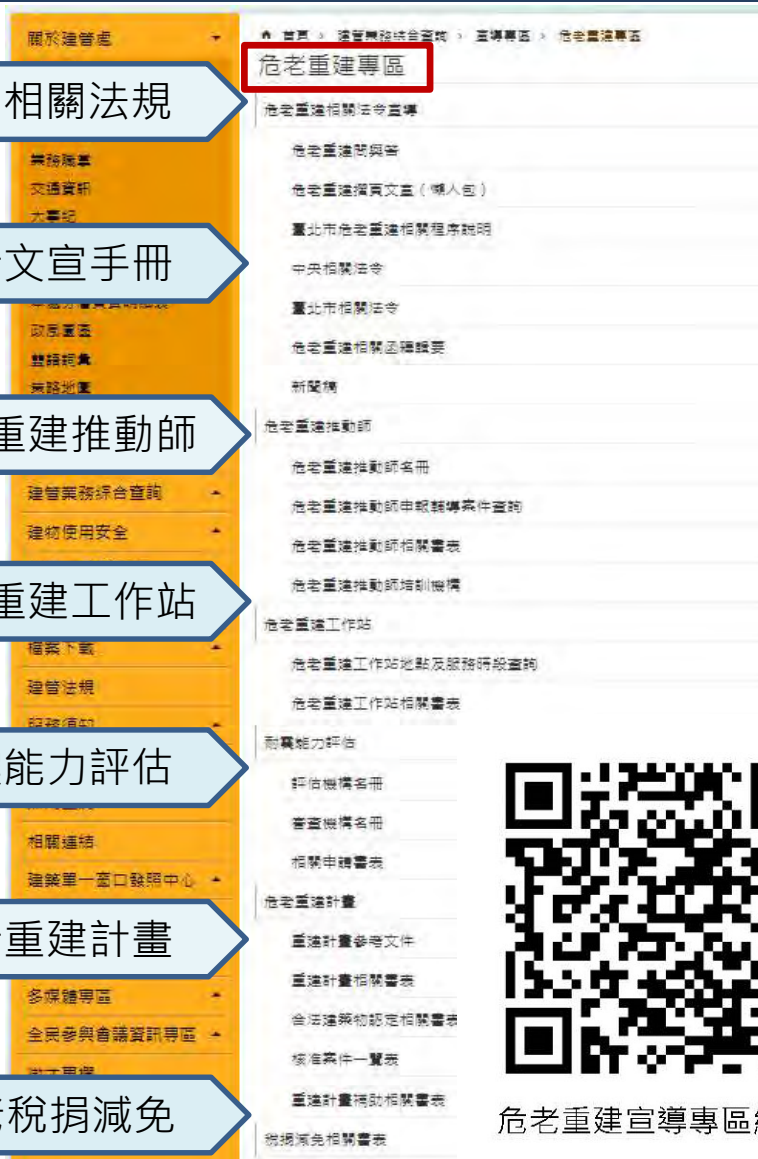 關於建管處
首頁 › 建管業務綜合查詢 › 宣導專區 › 危老重建專區
危老重建專區
相關法規
危老重建相關法令宣導
業務職掌
危老重建問與答
交通資訊
危老重建摺頁文宣(懶人包)
大事紀
臺北市危老重建相關程序說明
文宣手冊
中央相關法令
臺北市相關法令
政風園區
危老重建相關函釋輯要
雙語詞彙
策略地圖
新聞稿
重建推動師
危老重建推動師
危老重建推動師名冊
建管業務綜合查詢
危老重建推動師申報輔導案件查詢
建物使用安全
危老重建推動師相關書表
危老重建推動師培訓機構
重建工作站
危老重建工作站
檔案下載
危老重建工作站地點及服務時段查詢
建管法規
危老重建工作站相關書表
服務須知
耐震能力評估
能力評估
評估機構名冊
審查機構名冊
相關連結
相關申請書表
建築單一窗口發照中心
危老重建計畫
重建計畫
重建計畫參考文件
重建計畫相關書表
多媒體專區
合法建築物認定相關書表
全民參與會議資訊專區
核准案件一覽表
重建計畫補助相關書表
稅捐減免
稅捐減免相關書表
危老重建宣導專區